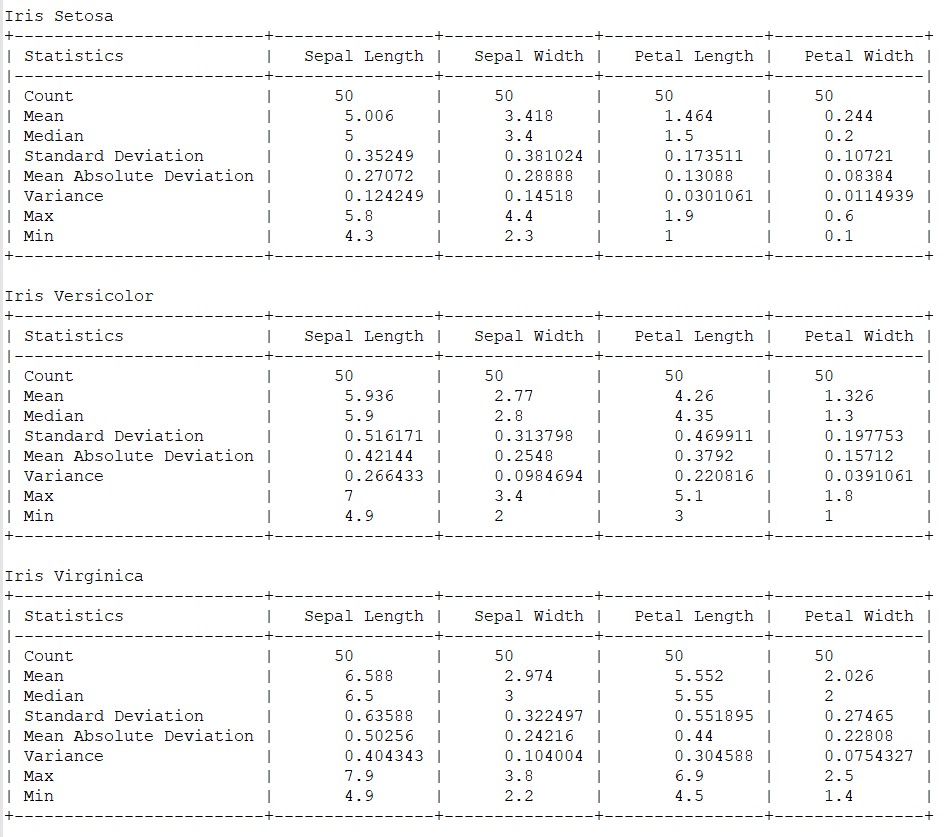 Iris Setosa
+-------------------------+----------------+---------------+----------------+---------------+
| Statistics              |   Sepal Length |   Sepal Width |   Petal Length |   Petal Width |
|-------------------------+----------------+---------------+----------------+---------------|
| Count                   |      50        |     50        |     50         |    50         |
| Mean                    |       5.006    |      3.418    |      1.464     |     0.244     |
| Median                  |       5        |      3.4      |      1.5       |     0.2       |
| Standard Deviation      |       0.35249  |      0.381024 |      0.173511  |     0.10721   |
| Mean Absolute Deviation |       0.27072  |      0.28888  |      0.13088   |     0.08384   |
| Variance                |       0.124249 |      0.14518  |      0.0301061 |     0.0114939 |
| Max                     |       5.8      |      4.4      |      1.9       |     0.6       |
| Min                     |       4.3      |      2.3      |      1         |     0.1       |
+-------------------------+----------------+---------------+----------------+---------------+
Iris Versicolor
+-------------------------+----------------+---------------+----------------+---------------+
| Statistics              |   Sepal Length |   Sepal Width |   Petal Length |   Petal Width |
|-------------------------+----------------+---------------+----------------+---------------|
| Count                   |      50        |    50         |      50        |    50         |
| Mean                    |       5.936    |     2.77      |       4.26     |     1.326     |
| Median                  |       5.9      |     2.8       |       4.35     |     1.3       |
| Standard Deviation      |       0.516171 |     0.313798  |       0.469911 |     0.197753  |
| Mean Absolute Deviation |       0.42144  |     0.2548    |       0.3792   |     0.15712   |
| Variance                |       0.266433 |     0.0984694 |       0.220816 |     0.0391061 |
| Max                     |       7        |     3.4       |       5.1      |     1.8       |
| Min                     |       4.9      |     2         |       3        |     1         |
+-------------------------+----------------+---------------+----------------+---------------+
Iris Virginica
+-------------------------+----------------+---------------+----------------+---------------+
| Statistics              |   Sepal Length |   Sepal Width |   Petal Length |   Petal Width |
|-------------------------+----------------+---------------+----------------+---------------|
| Count                   |      50        |     50        |      50        |    50         |
| Mean                    |       6.588    |      2.974    |       5.552    |     2.026     |
| Median                  |       6.5      |      3        |       5.55     |     2         |
| Standard Deviation      |       0.63588  |      0.322497 |       0.551895 |     0.27465   |
| Mean Absolute Deviation |       0.50256  |      0.24216  |       0.44     |     0.22808   |
| Variance                |       0.404343 |      0.104004 |       0.304588 |     0.0754327 |
| Max                     |       7.9      |      3.8      |       6.9      |     2.5       |
| Min                     |       4.9      |      2.2      |       4.5      |     1.4       |
+-------------------------+----------------+---------------+----------------+---------------+